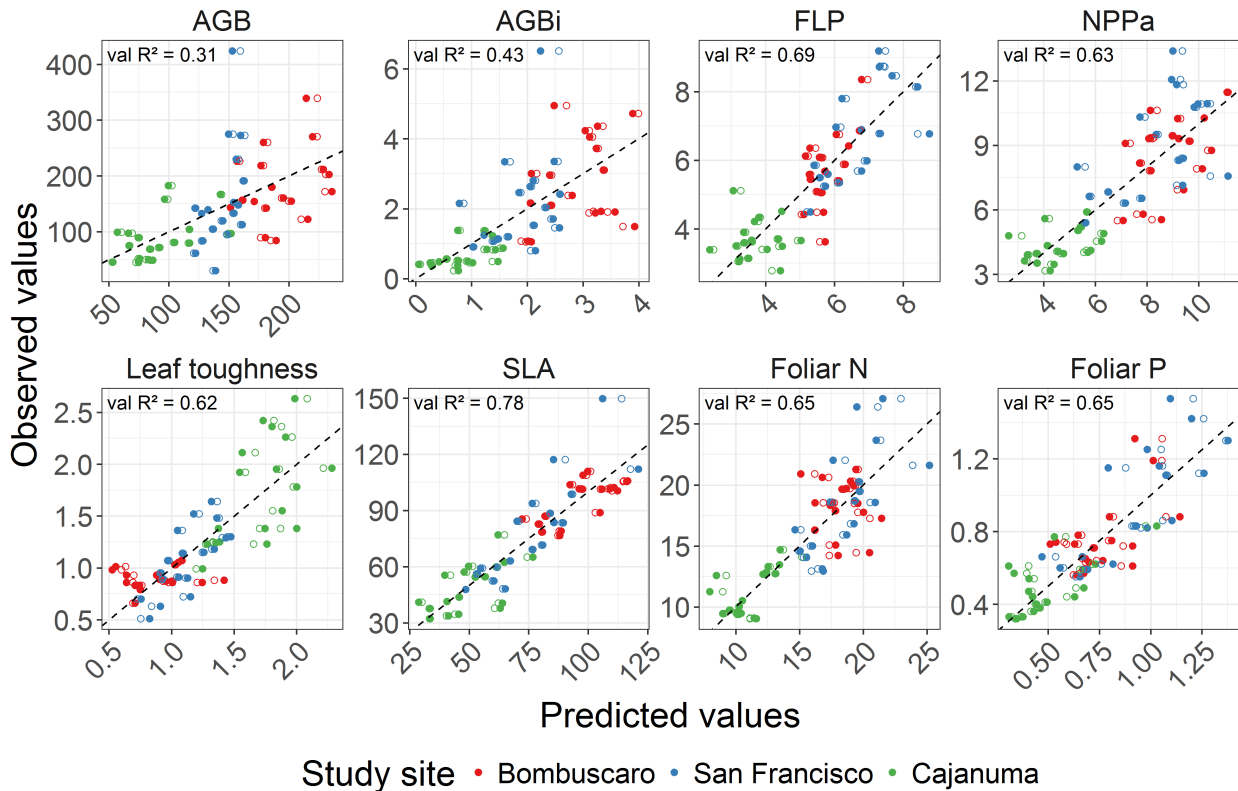 AGB AGBi FLP NPPa
val R² = 0.31 val R² = 0.43 val R² = 0.69 val R² = 0.63
400 6 8 12
300
200 4 6 9
100 2 4 6
0 3
50 100 150 200 0 1 2 3 4 4 6 8 4 6 8 10
Observed values
Leaf toughness SLA Foliar N Foliar P
val R² = 0.62 val R² = 0.78 val R² = 0.65 val R² = 0.65
2.5 150 25 1.2
2.0 120 20
1.5 90 15 0.8
1.0 60 10 0.4
0.5 30
0.5 1.0 1.5 2.0 25 50 75 100 125 10 15 20 25 0.50 0.75 1.00 1.25
Predicted values
Study site Bombuscaro San Francisco Cajanuma